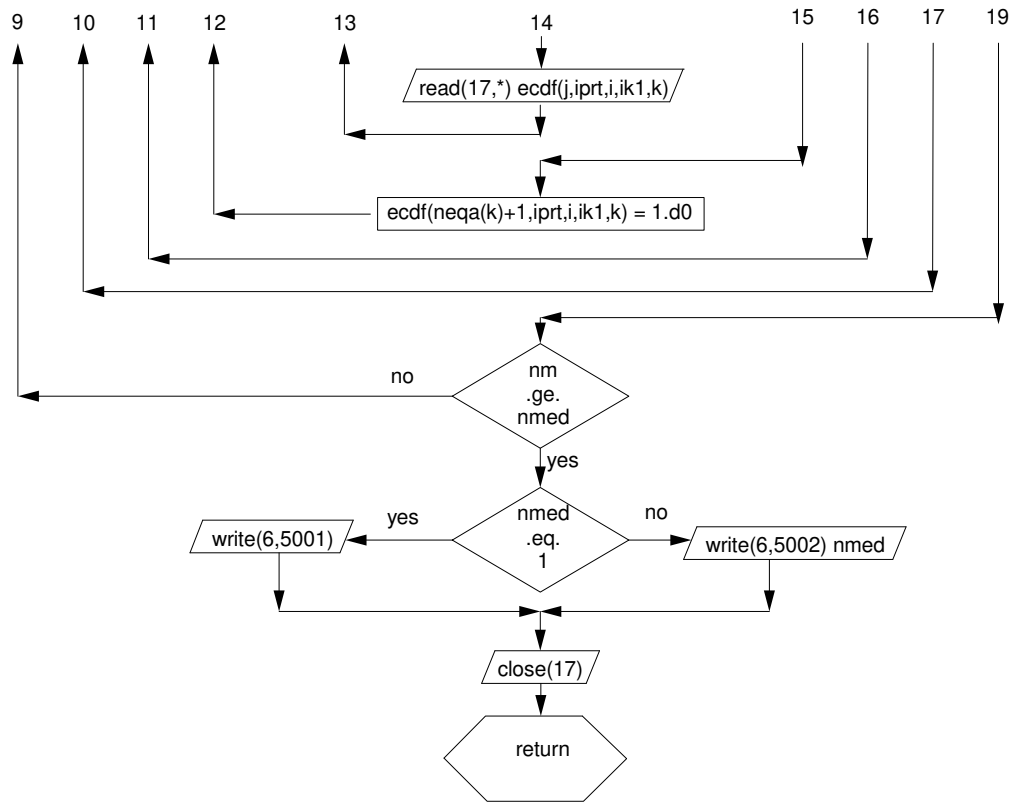 9 10 11 12 13 14 15 16 17 19
read(17,*) ecdf(j,iprt,i,ik1,k)
ecdf(neqa(k)+1,iprt,i,ik1,k) = 1.d0
no
nm
.ge.
nmed
yes
yes
nmed
.eq.
1
no
write(6,5001)
write(6,5002) nmed
close(17)
return